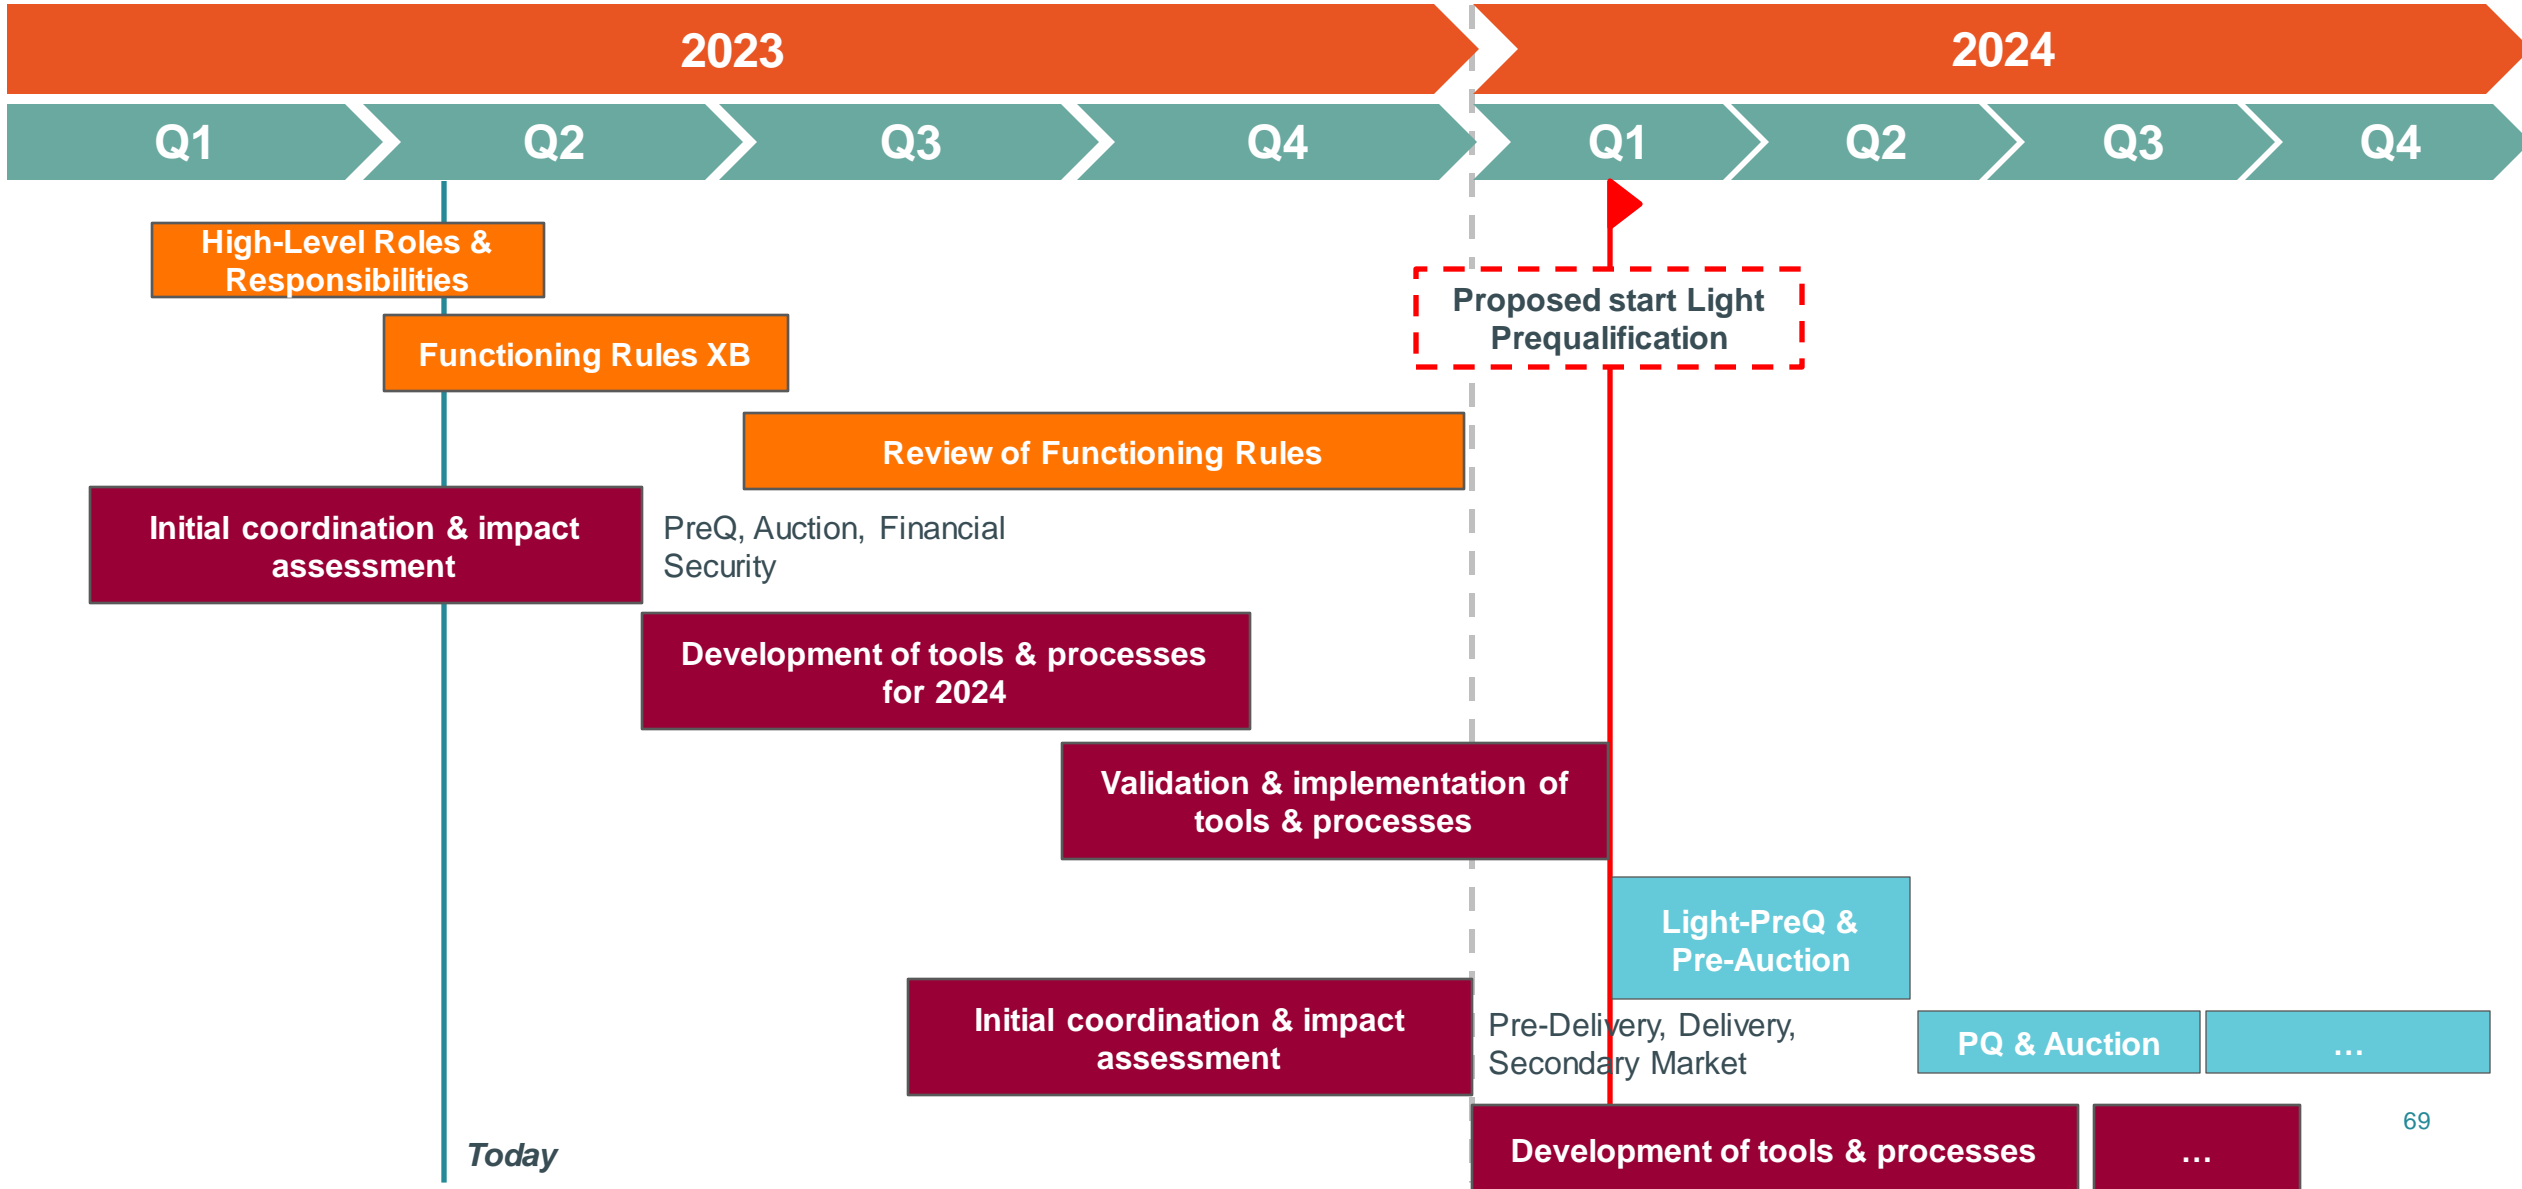 2023
2024
Q1
Q2
Q3
Q4
Q1
Q2
Q3
Q4
High-Level Roles &
Responsibilities
Proposed start Light
Prequalification
Functioning Rules XB
Review of Functioning Rules
Initial coordination & impact
assessment
PreQ, Auction, Financial
Security
Development of tools & processes
for 2024
Validation & implementation of
tools & processes
Light-PreQ &
Pre-Auction
Initial coordination & impact
assessment
Pre-Delivery, Delivery,
Secondary Market
PQ & Auction
...
Development of tools & processes
...
69
Today